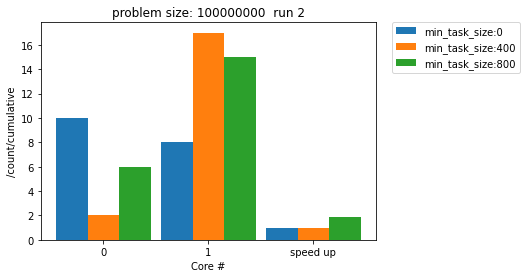 problem size: 100000000  run 2
/count/cumulative
16
14
12
10
8
6
4
2
0
0
1
speed up
Core #
min_task_size:0
min_task_size:400
min_task_size:800